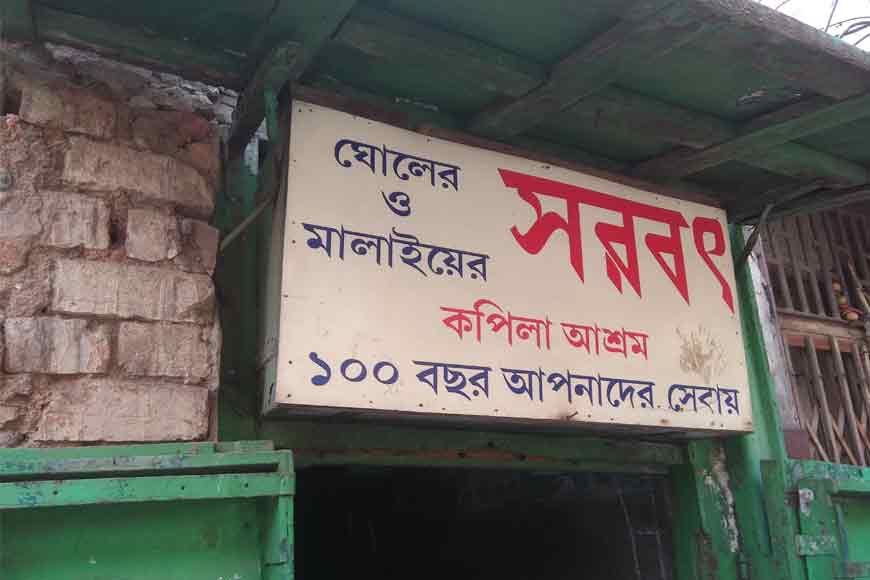 ঘোলের
ও
মালাইয়ের
সরবৎ
কপিলা আশ্রম
১০০ বছর আপনাদের সেবায়